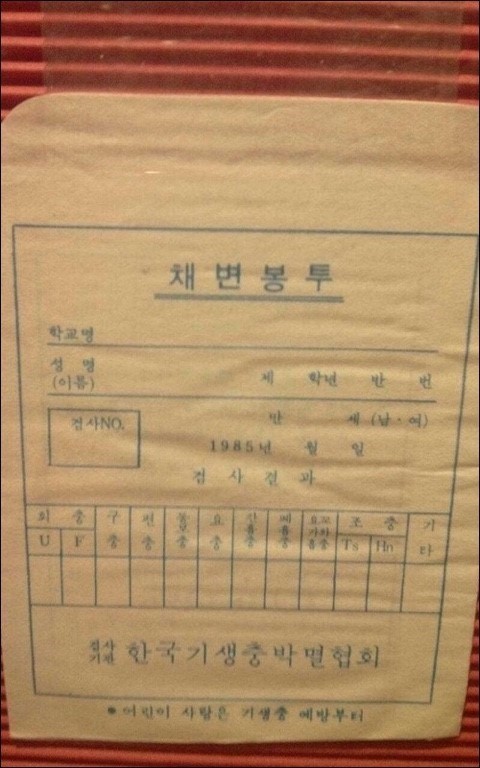 채변봉투
학교명
성 명
(이름) 제 학년 반 번
검사NO. 만 세 (남·여)
1985년 월 일
검 사 결 과
회 충 구충 편충 동양모충 요충 간흡충 폐흡충 요꼬가와흡충 조 충 기타
U F Ts Hn
검사기관 한국기생충박멸협회
*어린이 사랑은 기생충 예방부터